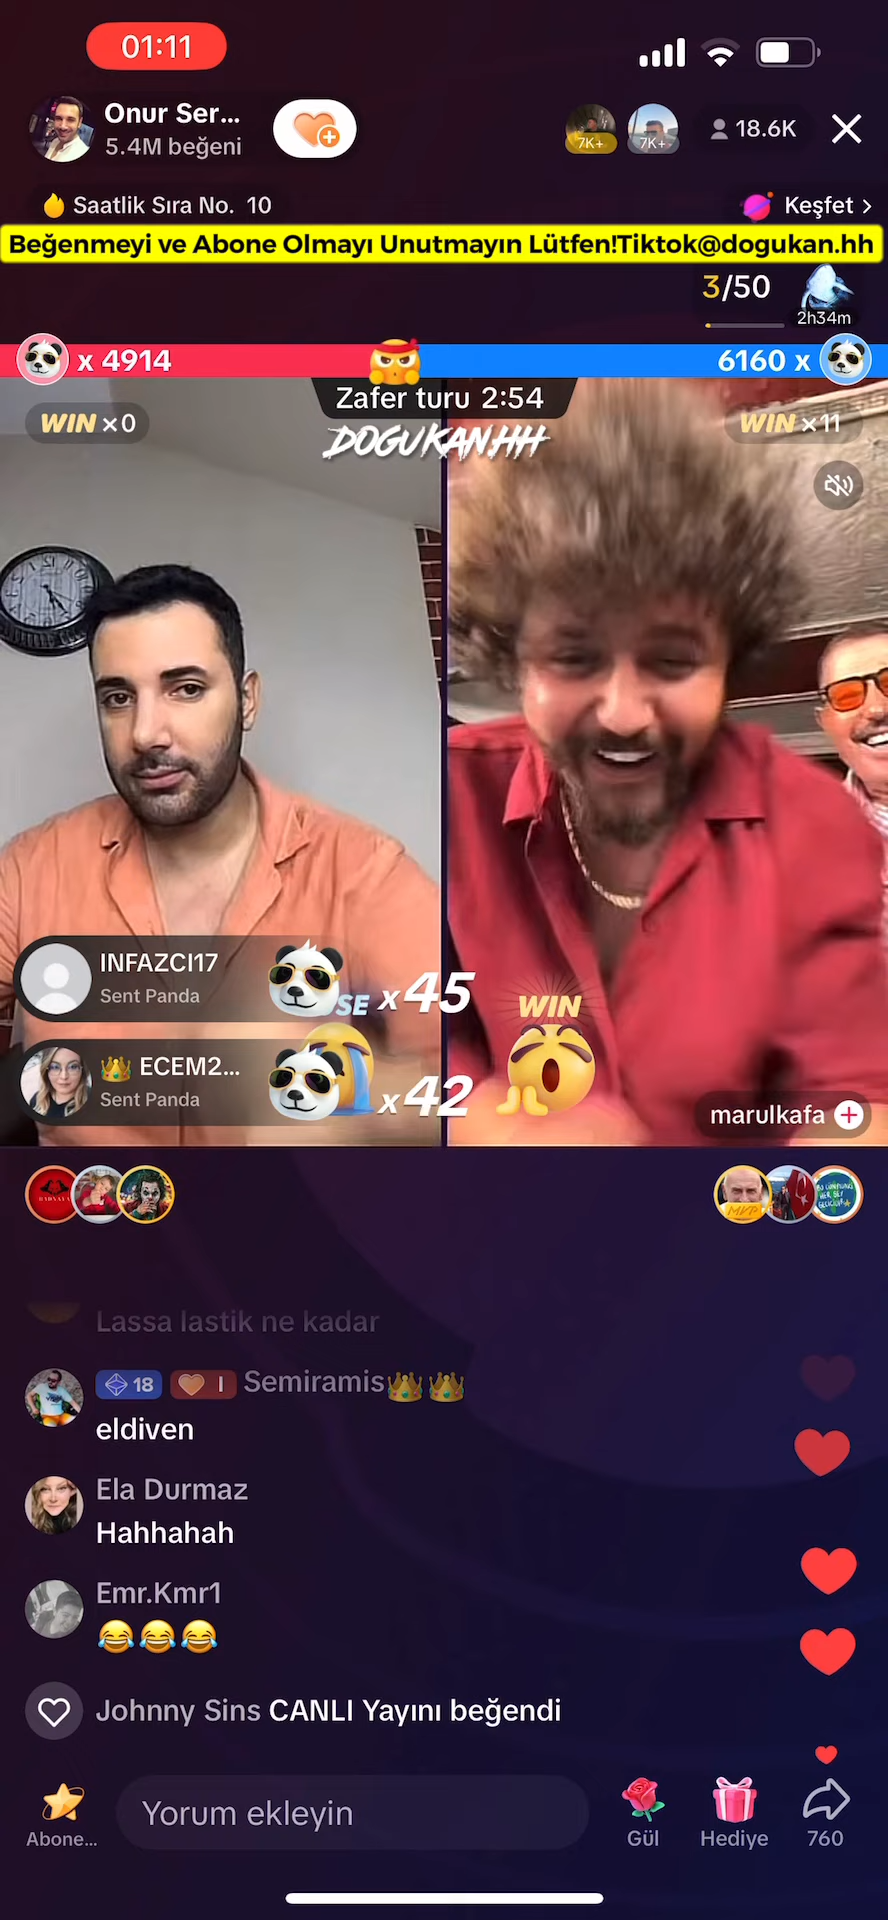 01:11
Onur Ser...
5.4M beğeni
7K+
7K+
18.6K
Saatlik Sıra No. 10
Keşfet >
Beğenmeyi ve Abone Olmayı Unutmayın Lütfen!Tiktok@dogukan.hh
3/50
2h34m
x 4914
6160 x
Zafer turu 2:54
WIN x0
DOGUKAN.HH
WIN x11
INFAZCI17
Sent Panda
SE x45
WIN
ECEM2...
Sent Panda
x42
marulkafa
MVP
Lassa lastik ne kadar
18 I Semiramis
eldiven
Ela Durmaz
Hahhahah
Emr.Kmr1
Johnny Sins CANLI Yayını beğendi
Yorum ekleyin
Abone...
Gül
Hediye
760